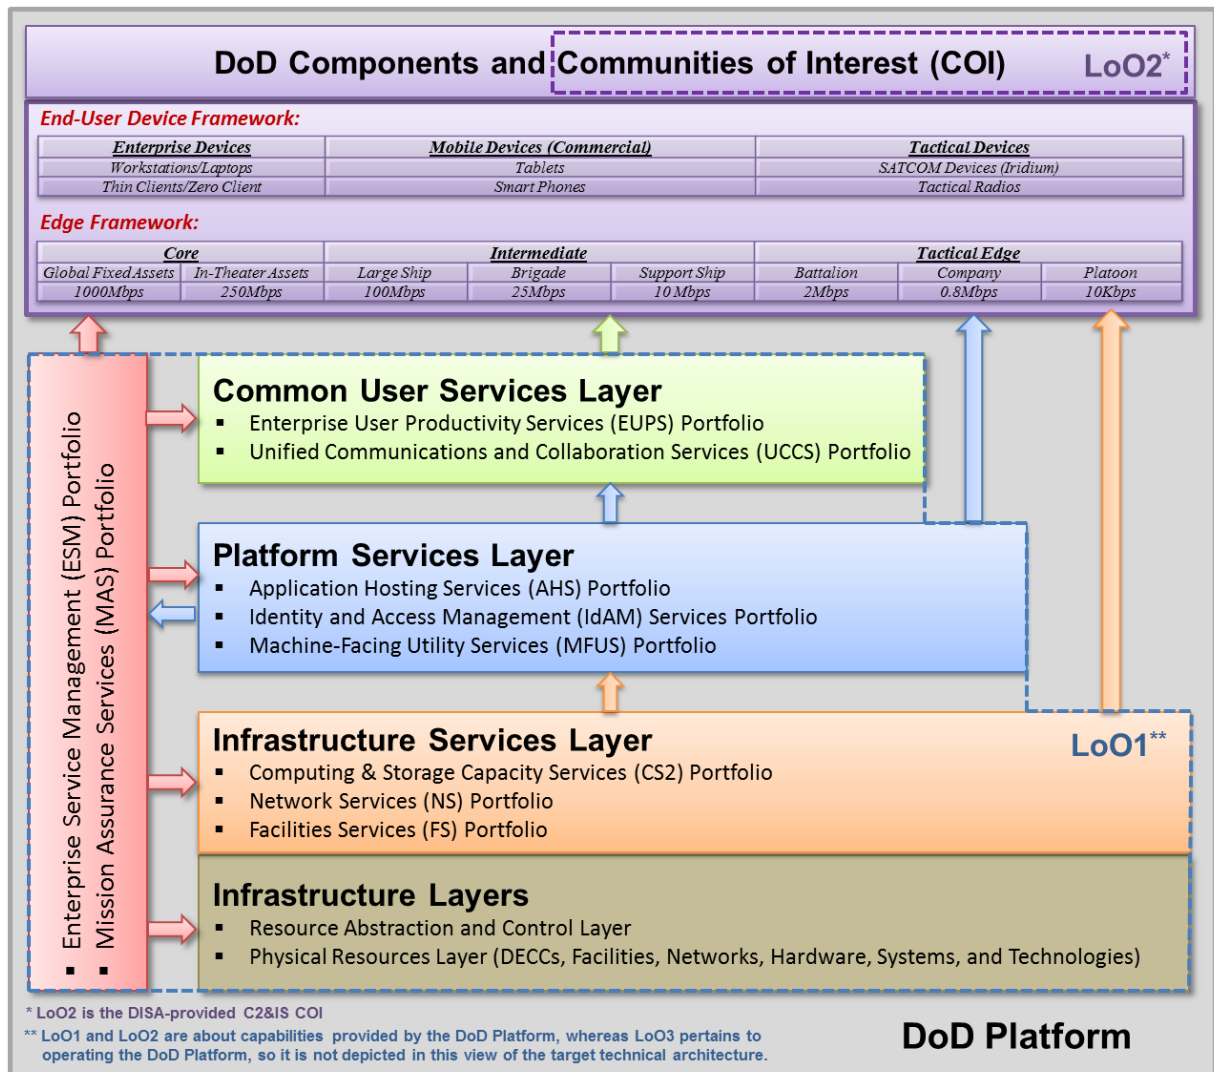 DoD Components and Communities of Interest (COI) LoO2*
End-User Device Framework:
Enterprise Devices Mobile Devices (Commercial) Tactical Devices
Workstations/Laptops Tablets SATCOM Devices (Iridium)
Thin Clients/Zero Client Smart Phones Tactical Radios
Edge Framework:
Core Intermediate Tactical Edge
Global Fixed Assets In-Theater Assets Large Ship Brigade Support Ship Battalion Company Platoon
1000Mbps 250Mbps 100Mbps 25Mbps 10 Mbps 2Mbps 0.8Mbps 10Kbps
▪ Enterprise Service Management (ESM) Portfolio
▪ Mission Assurance Services (MAS) Portfolio
Common User Services Layer
▪ Enterprise User Productivity Services (EUPS) Portfolio
▪ Unified Communications and Collaboration Services (UCCS) Portfolio
Platform Services Layer
▪ Application Hosting Services (AHS) Portfolio
▪ Identity and Access Management (IdAM) Services Portfolio
▪ Machine-Facing Utility Services (MFUS) Portfolio
Infrastructure Services Layer LoO1**
▪ Computing & Storage Capacity Services (CS2) Portfolio
▪ Network Services (NS) Portfolio
▪ Facilities Services (FS) Portfolio
Infrastructure Layers
▪ Resource Abstraction and Control Layer
▪ Physical Resources Layer (DECCs, Facilities, Networks, Hardware, Systems, and Technologies)
* LoO2 is the DISA-provided C2&IS COI
** LoO1 and LoO2 are about capabilities provided by the DoD Platform, whereas LoO3 pertains to
operating the DoD Platform, so it is not depicted in this view of the target technical architecture.
DoD Platform